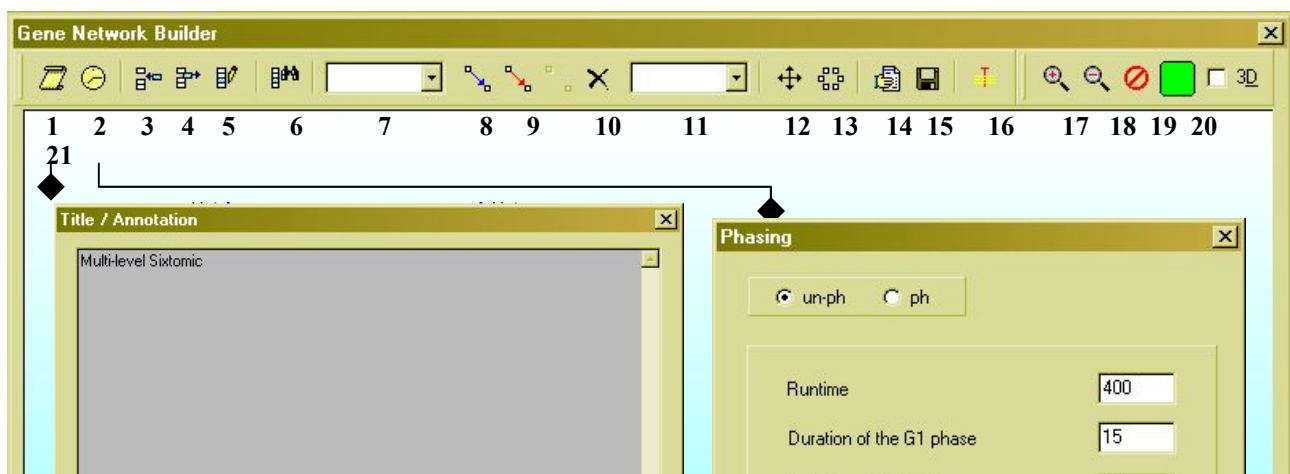 Gene Network Builder
T 3D
1 2 3 4 5 6 7 8 9 10 11 12 13 14 15 16 17 18 19 20
21
Title / Annotation
Multi-level Sixtomic
Phasing
un-ph ph
Runtime 400
Duration of the G1 phase 15